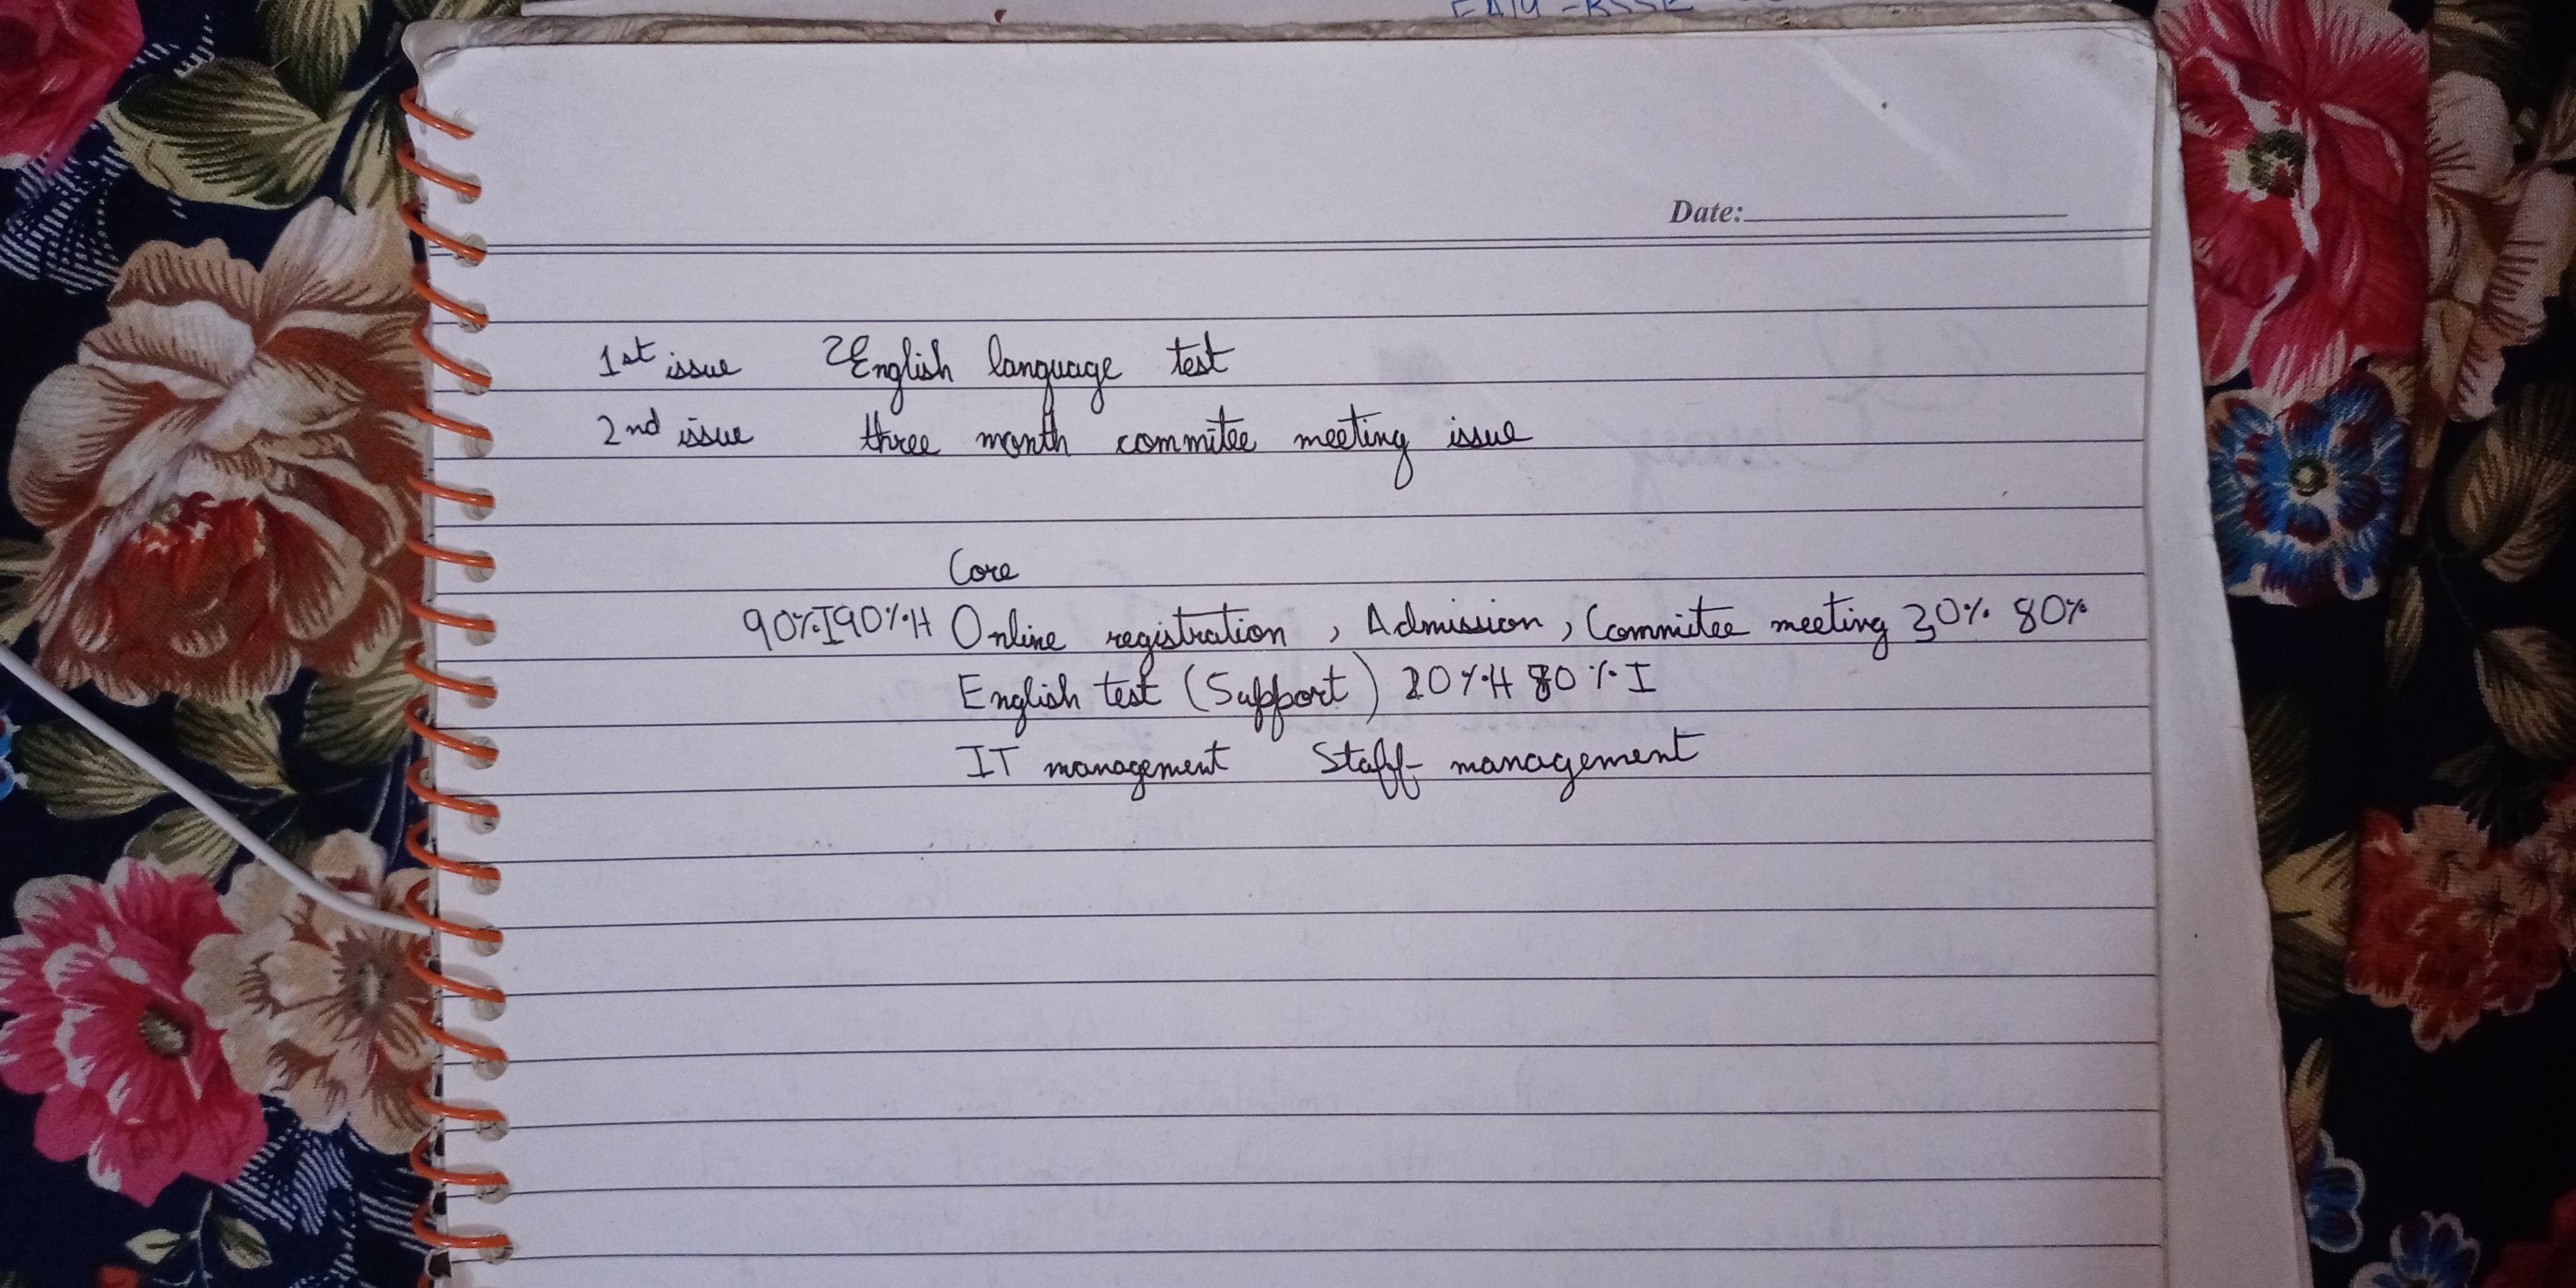 Date:
1st issue English language test
2nd issue three month commitee meeting issue
Core
90%I90%H Online registration , Admission , Commitee meeting 30% 80%
English test (Support) 20%H 80%I
IT management Staff management